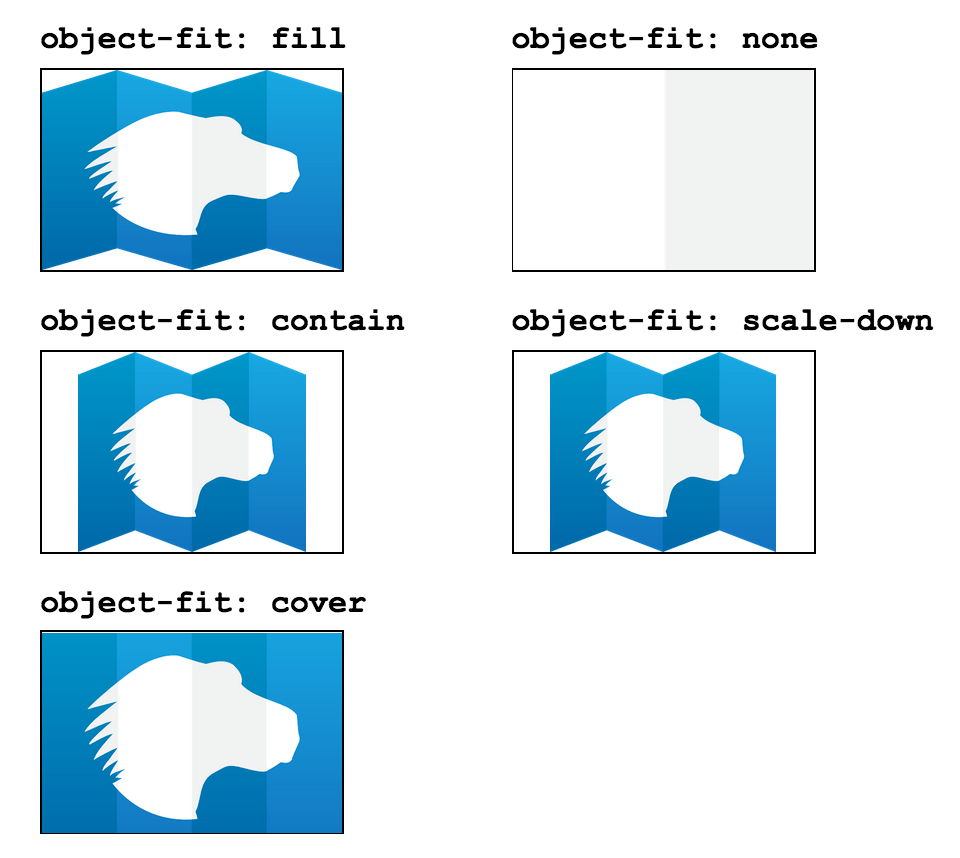 object-fit: fill
object-fit: none
object-fit: contain
object-fit: scale-down
object-fit: cover